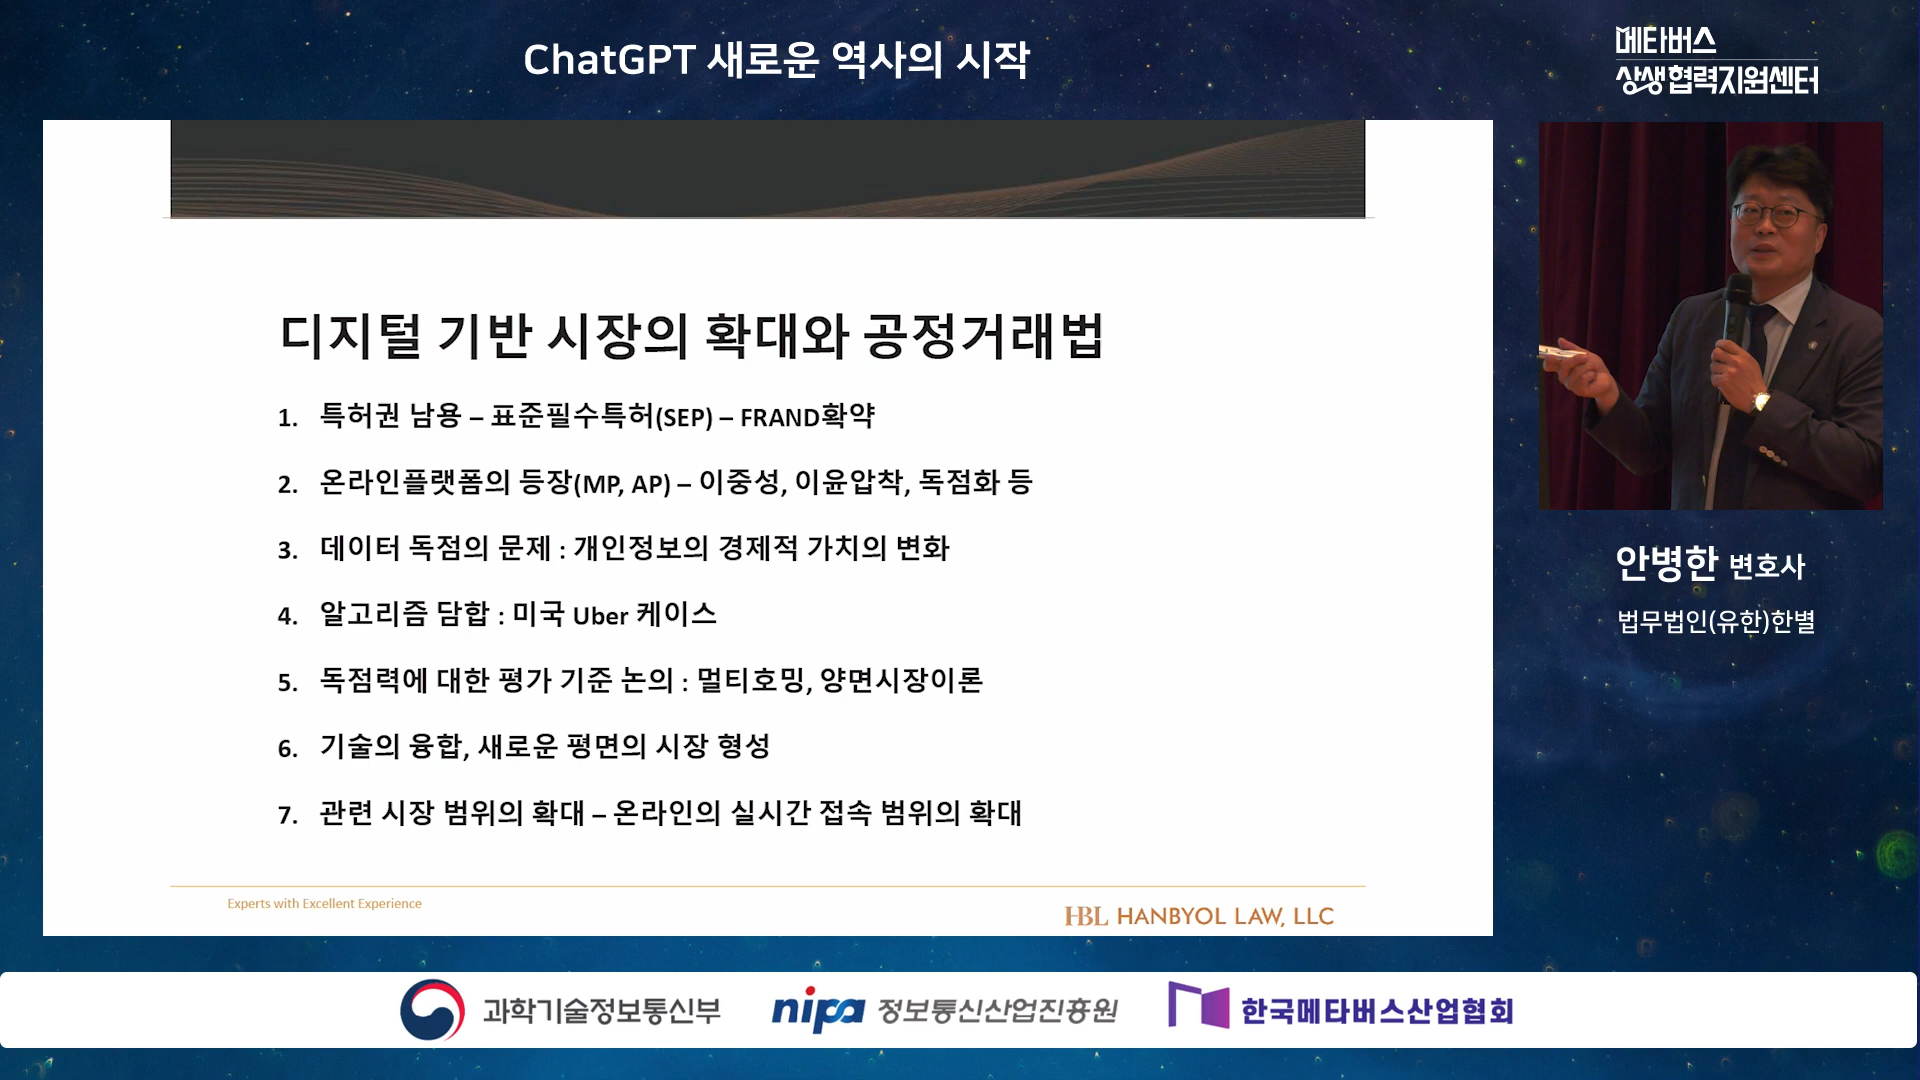 ChatGPT 새로운 역사의 시작
메타버스
상생협력지원센터
디지털 기반 시장의 확대와 공정거래법
1. 특허권 남용 – 표준필수특허(SEP) – FRAND확약
2. 온라인플랫폼의 등장(MP, AP) – 이중성, 이윤압착, 독점화 등
3. 데이터 독점의 문제 : 개인정보의 경제적 가치의 변화
4. 알고리즘 담합 : 미국 Uber 케이스
5. 독점력에 대한 평가 기준 논의 : 멀티호밍, 양면시장이론
6. 기술의 융합, 새로운 평면의 시장 형성
7. 관련 시장 범위의 확대 – 온라인의 실시간 접속 범위의 확대
Experts with Excellent Experience
HBL HANBYOL LAW, LLC
안병한 변호사
법무법인(유한)한별
과학기술정보통신부
nipa 정보통신산업진흥원
한국메타버스산업협회